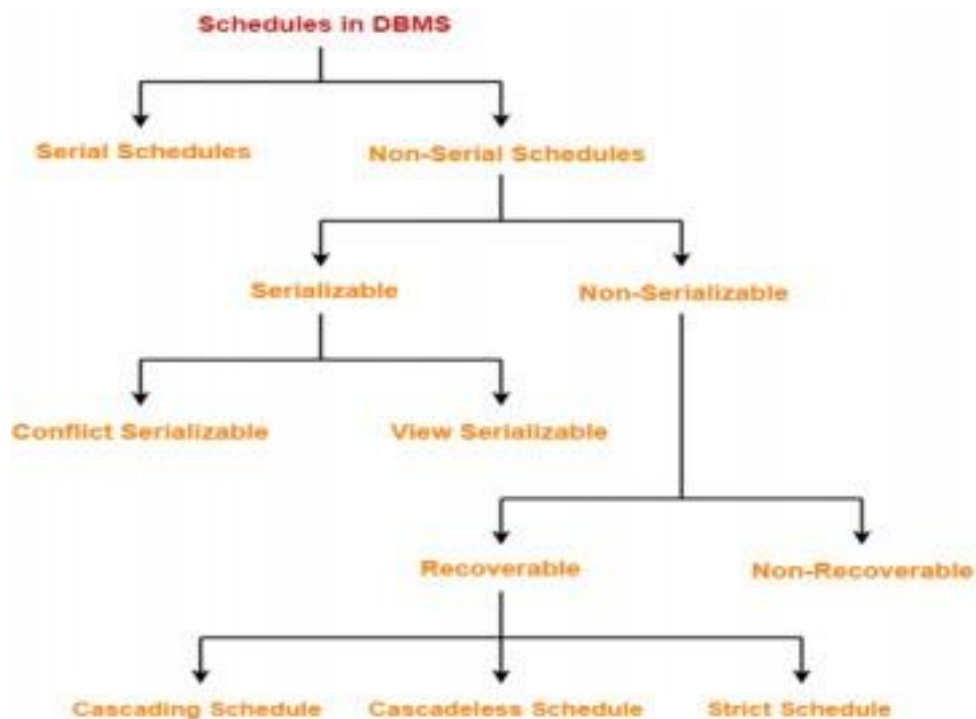 Schedules in DBMS
Serial Schedules
Non-Serial Schedules
Serializable
Non-Serializable
Conflict Serializable
View Serializable
Recoverable
Non-Recoverable
Cascading Schedule
Cascadeless Schedule
Strict Schedule